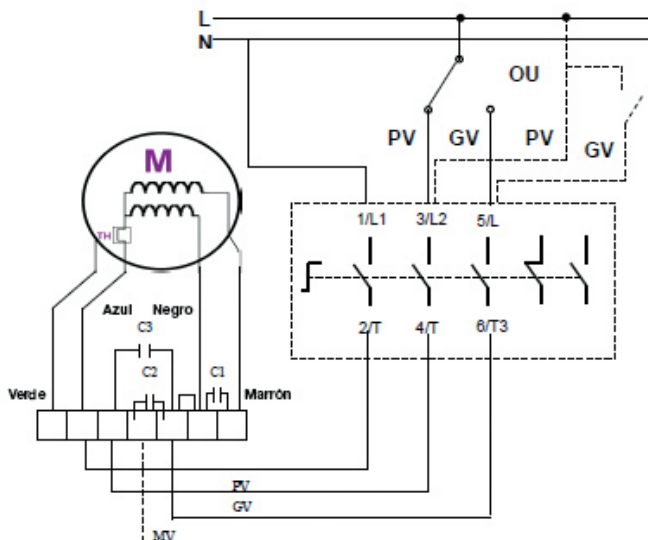 L
N
OU
PV GV PV
GV
M
TH
1/L1 3/L2 5/L
2/T 4/T 6/T3
Azul Negro
C3
C2 C1
Verde Marrón
PV
GV
MV